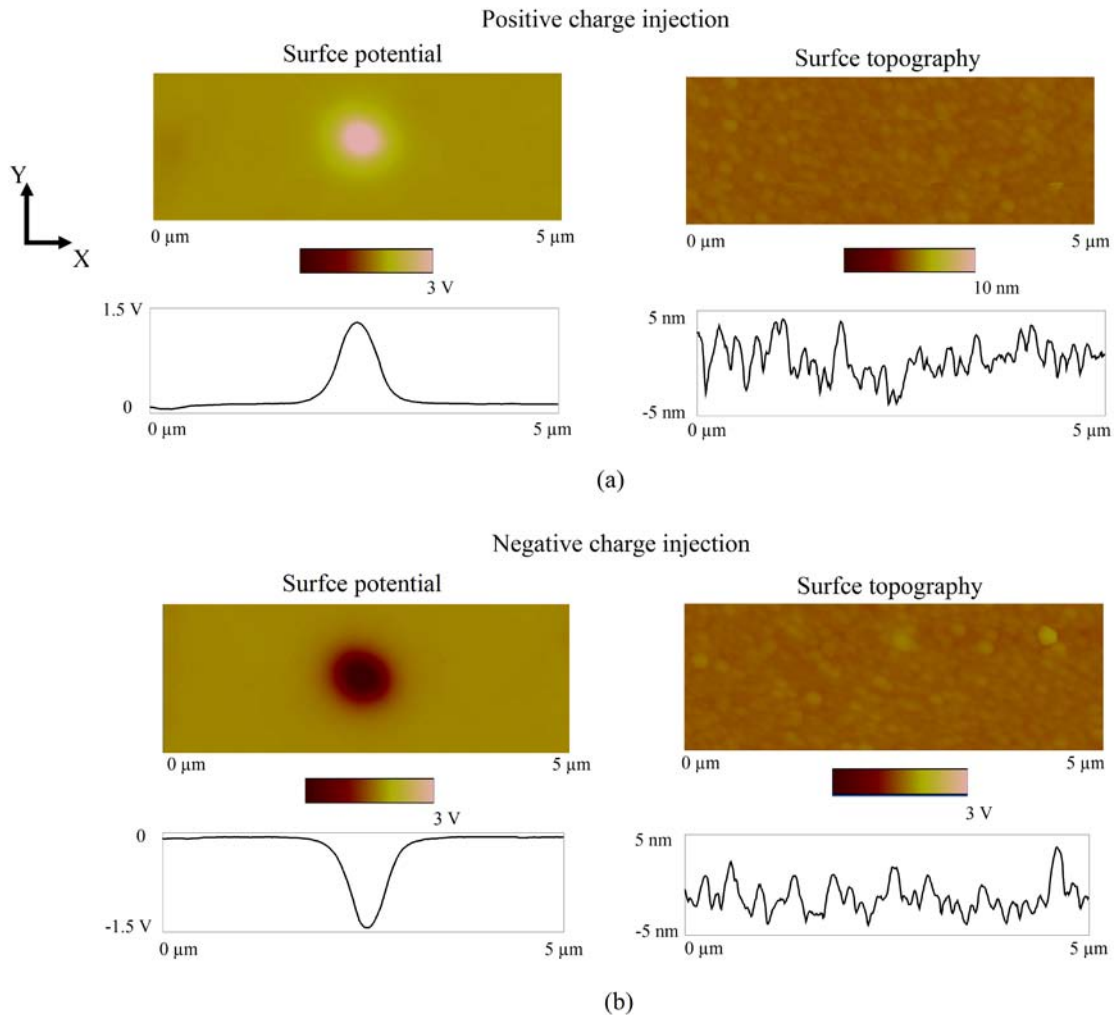 Positive charge injection
Surfce potential
Surfce topography
Y
X
0 µm
5 µm
0 µm
5 µm
3 V
10 nm
1.5 V
0
0 µm
5 µm
5 nm
-5 nm
0 µm
5 µm
(a)
Negative charge injection
Surfce potential
Surfce topography
0 µm
5 µm
0 µm
5 µm
3 V
3 V
0
-1.5 V
0 µm
5 µm
5 nm
-5 nm
0 µm
5 µm
(b)